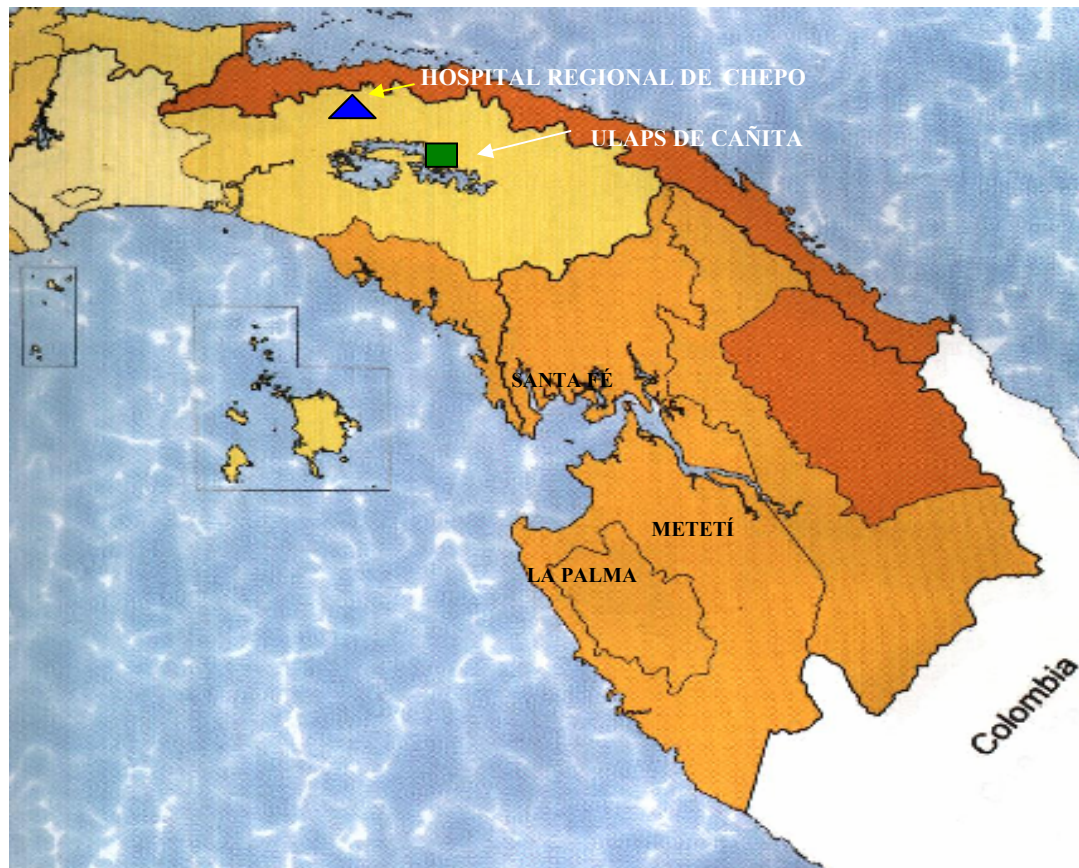 HOSPITAL REGIONAL DE CHEPO
ULAPS DE CAÑITA
SANTA FÉ
METETÍ
LA PALMA
Colombia